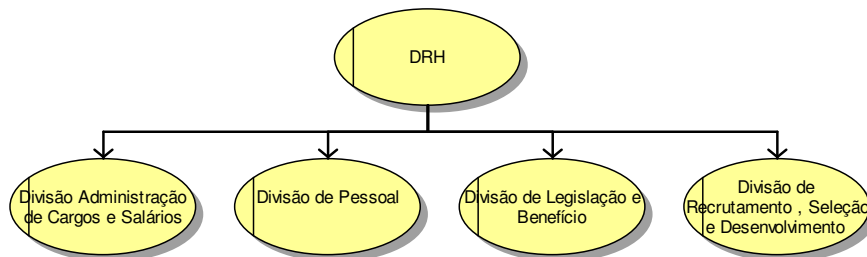 DRH
Divisão Administração
de Cargos e Salários
Divisão de Pessoal
Divisão de Legislação e
Benefício
Divisão de
Recrutamento , Seleção
e Desenvolvimento